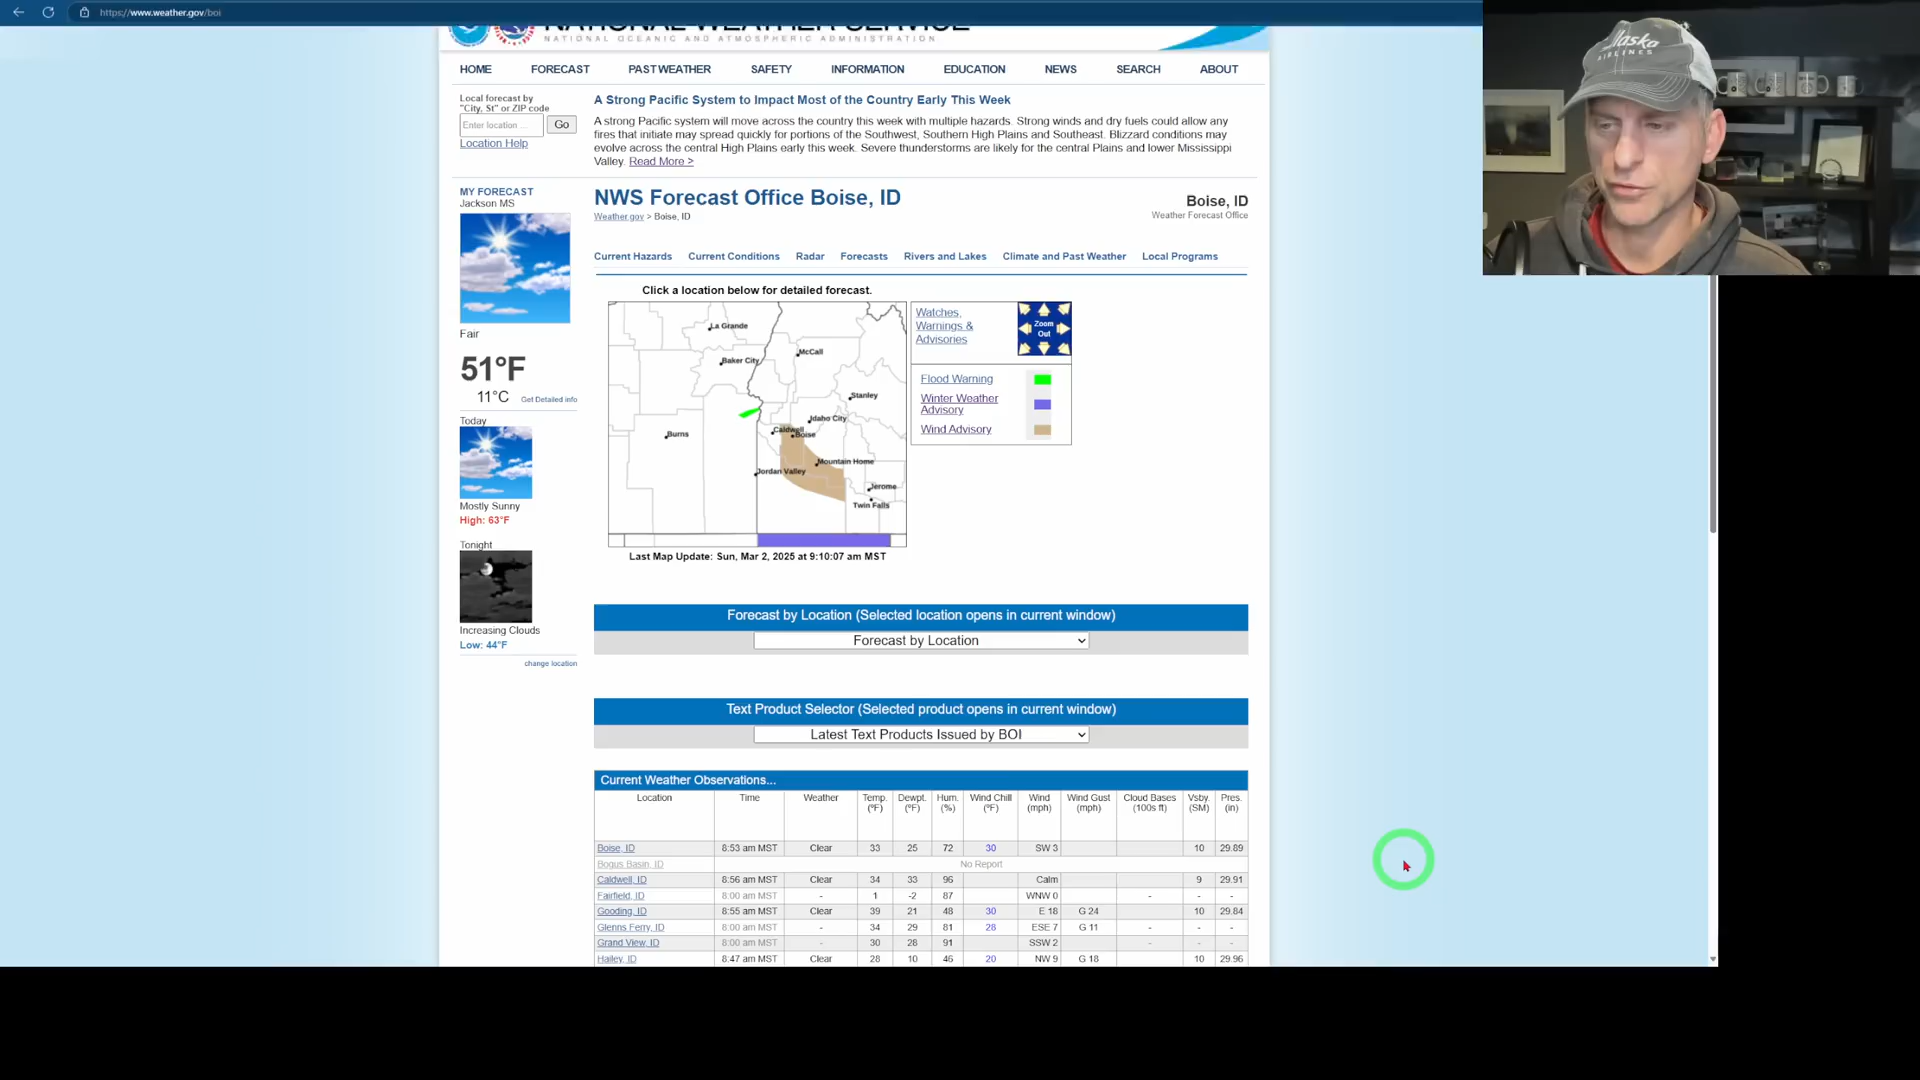 https://www.weather.gov/boi
NATIONAL WEATHER SERVICE
NATIONAL OCEANIC AND ATMOSPHERIC ADMINISTRATION
HOME FORECAST PAST WEATHER SAFETY INFORMATION EDUCATION NEWS SEARCH ABOUT
Local forecast by
"City, St" or ZIP code
Enter location ... Go
Location Help
A Strong Pacific System to Impact Most of the Country Early This Week
A strong Pacific system will move across the country this week with multiple hazards. Strong winds and dry fuels could allow any
fires that initiate may spread quickly for portions of the Southwest, Southern High Plains and Southeast. Blizzard conditions may
evolve across the central High Plains early this week. Severe thunderstorms are likely for the central Plains and lower Mississippi
Valley. Read More >
MY FORECAST
Jackson MS
Fair
51°F
11°C Get Detailed info
Today
Mostly Sunny
High: 63°F
Tonight
Increasing Clouds
Low: 44°F
change location
NWS Forecast Office Boise, ID
Weather.gov > Boise, ID
Boise, ID
Weather Forecast Office
Current Hazards Current Conditions Radar Forecasts Rivers and Lakes Climate and Past Weather Local Programs
Click a location below for detailed forecast.
La Grande
McCall
Baker City
Stanley
Idaho City
Caldwell
Boise
Burns
Mountain Home
Jordan Valley
Jerome
Twin Falls
Watches,
Warnings &
Advisories
Zoom
Out
Flood Warning
Winter Weather
Advisory
Wind Advisory
Last Map Update: Sun, Mar 2, 2025 at 9:10:07 am MST
Forecast by Location (Selected location opens in current window)
Forecast by Location
Text Product Selector (Selected product opens in current window)
Latest Text Products Issued by BOI
Current Weather Observations...
Location Time Weather Temp. (ºF) Dewpt. (ºF) Hum. (%) Wind Chill (ºF) Wind (mph) Wind Gust (mph) Cloud Bases (100s ft) Vsby. (SM) Pres. (in)
Boise, ID 8:53 am MST Clear 33 25 72 30 SW 3 10 29.89
Bogus Basin, ID No Report
Caldwell, ID 8:56 am MST Clear 34 33 96 Calm 9 29.91
Fairfield, ID 8:00 am MST - 1 -2 87 WNW 0 - - -
Gooding, ID 8:55 am MST Clear 39 21 48 30 E 18 G 24 10 29.84
Glenns Ferry, ID 8:00 am MST - 34 29 81 28 ESE 7 G 11 - - -
Grand View, ID 8:00 am MST - 30 28 91 SSW 2 - - -
Hailey, ID 8:47 am MST Clear 28 10 46 20 NW 9 G 18 10 29.96
Alaska
AIRLINES